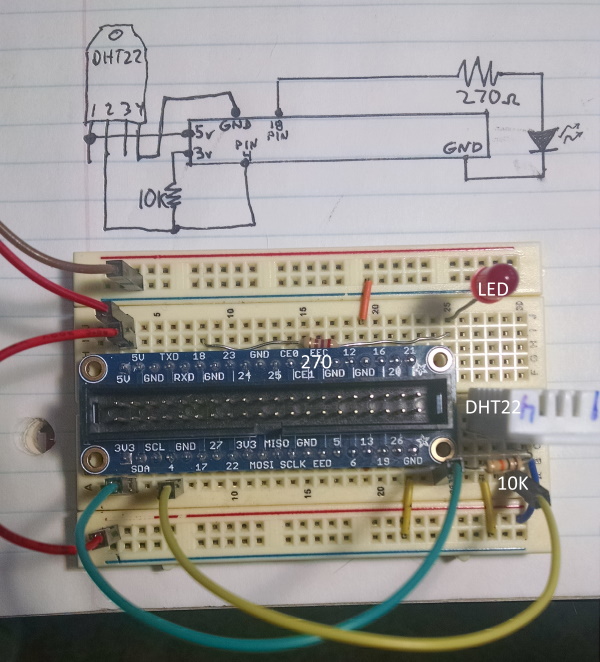 DHT22
1 2 3 4
GND
18
PIN
5v
3v
PIN
4
10K
270Ω
GND
LED
5 10 15 20 25 30
5V TXD 18 23 GND CE0 EEC 12 16 21
270
5V GND RXD GND 24 25 CE1 GND GND 20
DHT22
3V3 SCL GND 27 3V3 MISO GND 5 13 26
SDA 4 17 22 MOSI SCLK EED 6 19 GND
10K
A
10
20